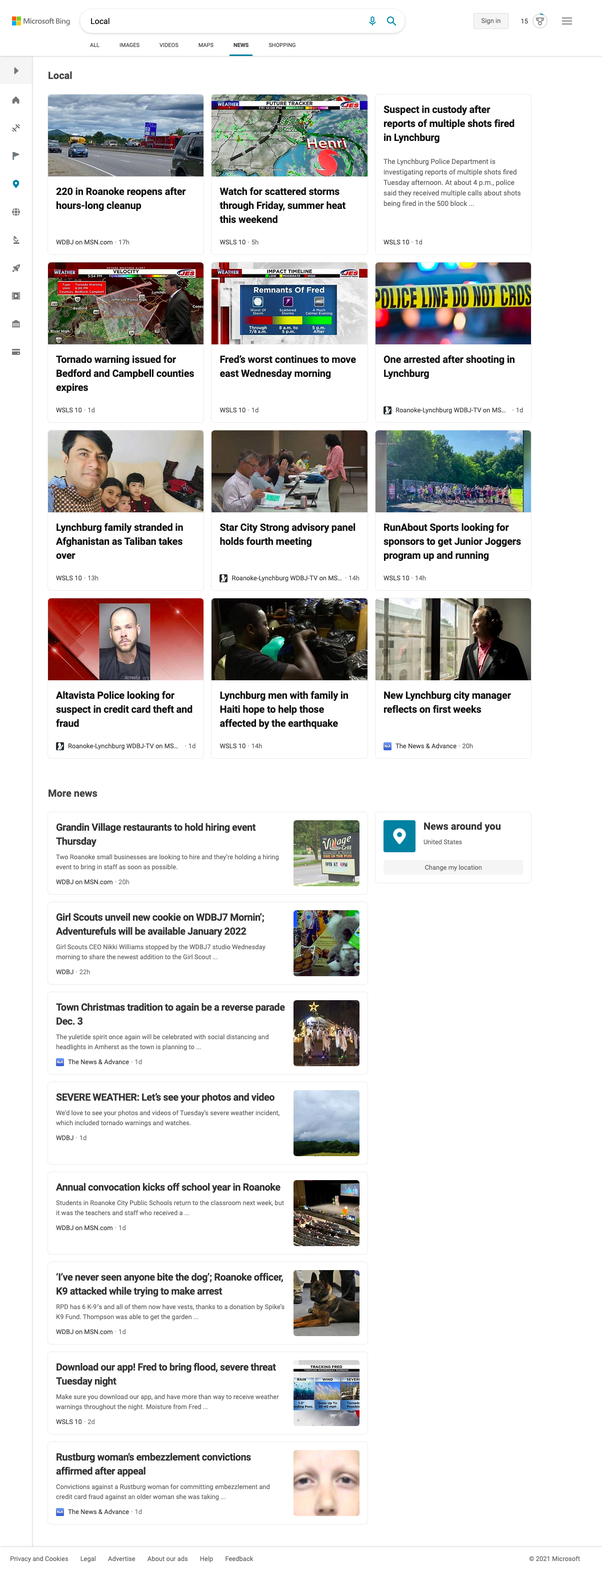 Microsoft Bing
Local
Sign in
15
ALL
IMAGES
VIDEOS
MAPS
NEWS
SHOPPING
Local
WEATHER FUTURE TRACKER
Henri
220 in Roanoke reopens after
hours-long cleanup
WDBJ on MSN.com · 17h
Watch for scattered storms
through Friday, summer heat
this weekend
WSLS 10 · 5h
Suspect in custody after
reports of multiple shots fired
in Lynchburg
The Lynchburg Police Department is
investigating reports of multiple shots fired
Tuesday afternoon. At about 4 p.m., police
said they received multiple calls about shots
being fired in the 500 block ...
WSLS 10 · 1d
WEATHER VELOCITY
Tornado warning issued for
Bedford and Campbell counties
expires
WSLS 10 · 1d
WEATHER IMPACT TIMELINE
Remnants Of Fred
Through
7/8 a.m.
8 a.m. to
5 p.m.
5 p.m.
After
Fred's worst continues to move
east Wednesday morning
WSLS 10 · 1d
POLICE LINE DO NOT CROS
One arrested after shooting in
Lynchburg
Roanoke-Lynchburg WDBJ-TV on MS... · 1d
Lynchburg family stranded in
Afghanistan as Taliban takes
over
WSLS 10 · 13h
Star City Strong advisory panel
holds fourth meeting
Roanoke-Lynchburg WDBJ-TV on MS... · 14h
RunAbout Sports looking for
sponsors to get Junior Joggers
program up and running
WSLS 10 · 14h
Altavista Police looking for
suspect in credit card theft and
fraud
Roanoke-Lynchburg WDBJ-TV on MS... · 1d
Lynchburg men with family in
Haiti hope to help those
affected by the earthquake
WSLS 10 · 14h
New Lynchburg city manager
reflects on first weeks
The News & Advance · 20h
More news
Grandin Village restaurants to hold hiring event
Thursday
Two Roanoke small businesses are looking to hire and they're holding a hiring
event to bring in staff as soon as possible.
WDBJ on MSN.com · 20h
Village
Grill
News around you
United States
Change my location
Girl Scouts unveil new cookie on WDBJ7 Mornin';
Adventurefuls will be available January 2022
Girl Scouts CEO Nikki Williams stopped by the WDBJ7 studio Wednesday
morning to share the newest addition to the Girl Scout ...
WDBJ · 22h
Town Christmas tradition to again be a reverse parade
Dec. 3
The yuletide spirit once again will be celebrated with social distancing and
headlights in Amherst as the town is planning to ...
The News & Advance · 1d
SEVERE WEATHER: Let's see your photos and video
We'd love to see your photos and videos of Tuesday's severe weather incident,
which included tornado warnings and watches.
WDBJ · 1d
Annual convocation kicks off school year in Roanoke
Students in Roanoke City Public Schools return to the classroom next week, but
it was the teachers and staff who received a ...
WDBJ on MSN.com · 1d
'I've never seen anyone bite the dog'; Roanoke officer,
K9 attacked while trying to make arrest
RPD has 6 K-9's and all of them now have vests, thanks to a donation by Spike's
K9 Fund. Thompson was able to get the garden ...
WDBJ on MSN.com · 1d
Download our app! Fred to bring flood, severe threat
Tuesday night
Make sure you download our app, and have more than way to receive weather
warnings throughout the night. Moisture from Fred ...
WSLS 10 · 2d
TRACKING FRED
RAIN
WIND
SEVERE
Rustburg woman's embezzlement convictions
affirmed after appeal
Convictions against a Rustburg woman for committing embezzlement and
credit card fraud against an older woman she was taking ...
The News & Advance · 1d
Privacy and Cookies
Legal
Advertise
About our ads
Help
Feedback
© 2021 Microsoft